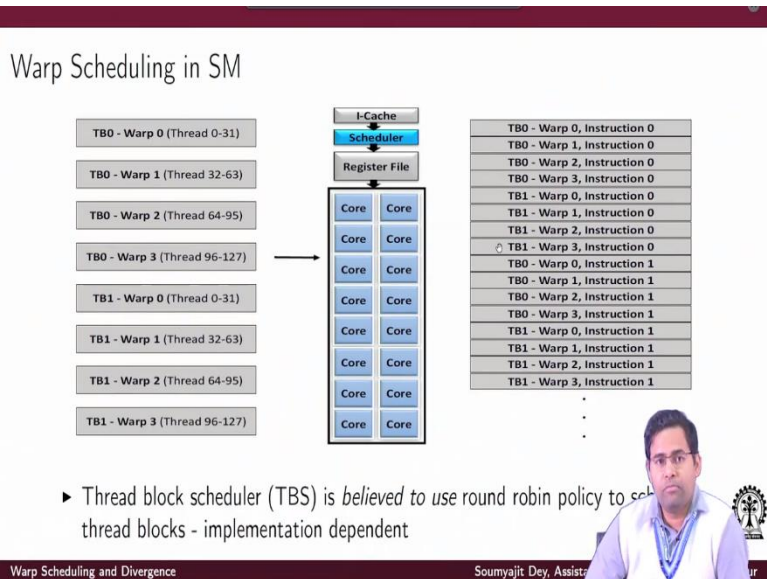 Warp Scheduling in SM
TB0 - Warp 0 (Thread 0-31)
TB0 - Warp 1 (Thread 32-63)
TB0 - Warp 2 (Thread 64-95)
TB0 - Warp 3 (Thread 96-127)
TB1 - Warp 0 (Thread 0-31)
TB1 - Warp 1 (Thread 32-63)
TB1 - Warp 2 (Thread 64-95)
TB1 - Warp 3 (Thread 96-127)
I-Cache
Scheduler
Register File
Core Core
Core Core
Core Core
Core Core
Core Core
Core Core
Core Core
Core Core
TB0 - Warp 0, Instruction 0
TB0 - Warp 1, Instruction 0
TB0 - Warp 2, Instruction 0
TB0 - Warp 3, Instruction 0
TB1 - Warp 0, Instruction 0
TB1 - Warp 1, Instruction 0
TB1 - Warp 2, Instruction 0
TB1 - Warp 3, Instruction 0
TB0 - Warp 0, Instruction 1
TB0 - Warp 1, Instruction 1
TB0 - Warp 2, Instruction 1
TB0 - Warp 3, Instruction 1
TB1 - Warp 0, Instruction 1
TB1 - Warp 1, Instruction 1
TB1 - Warp 2, Instruction 1
TB1 - Warp 3, Instruction 1
▸ Thread block scheduler (TBS) is believed to use round robin policy to
thread blocks - implementation dependent
Warp Scheduling and Divergence
Soumyajit Dey,